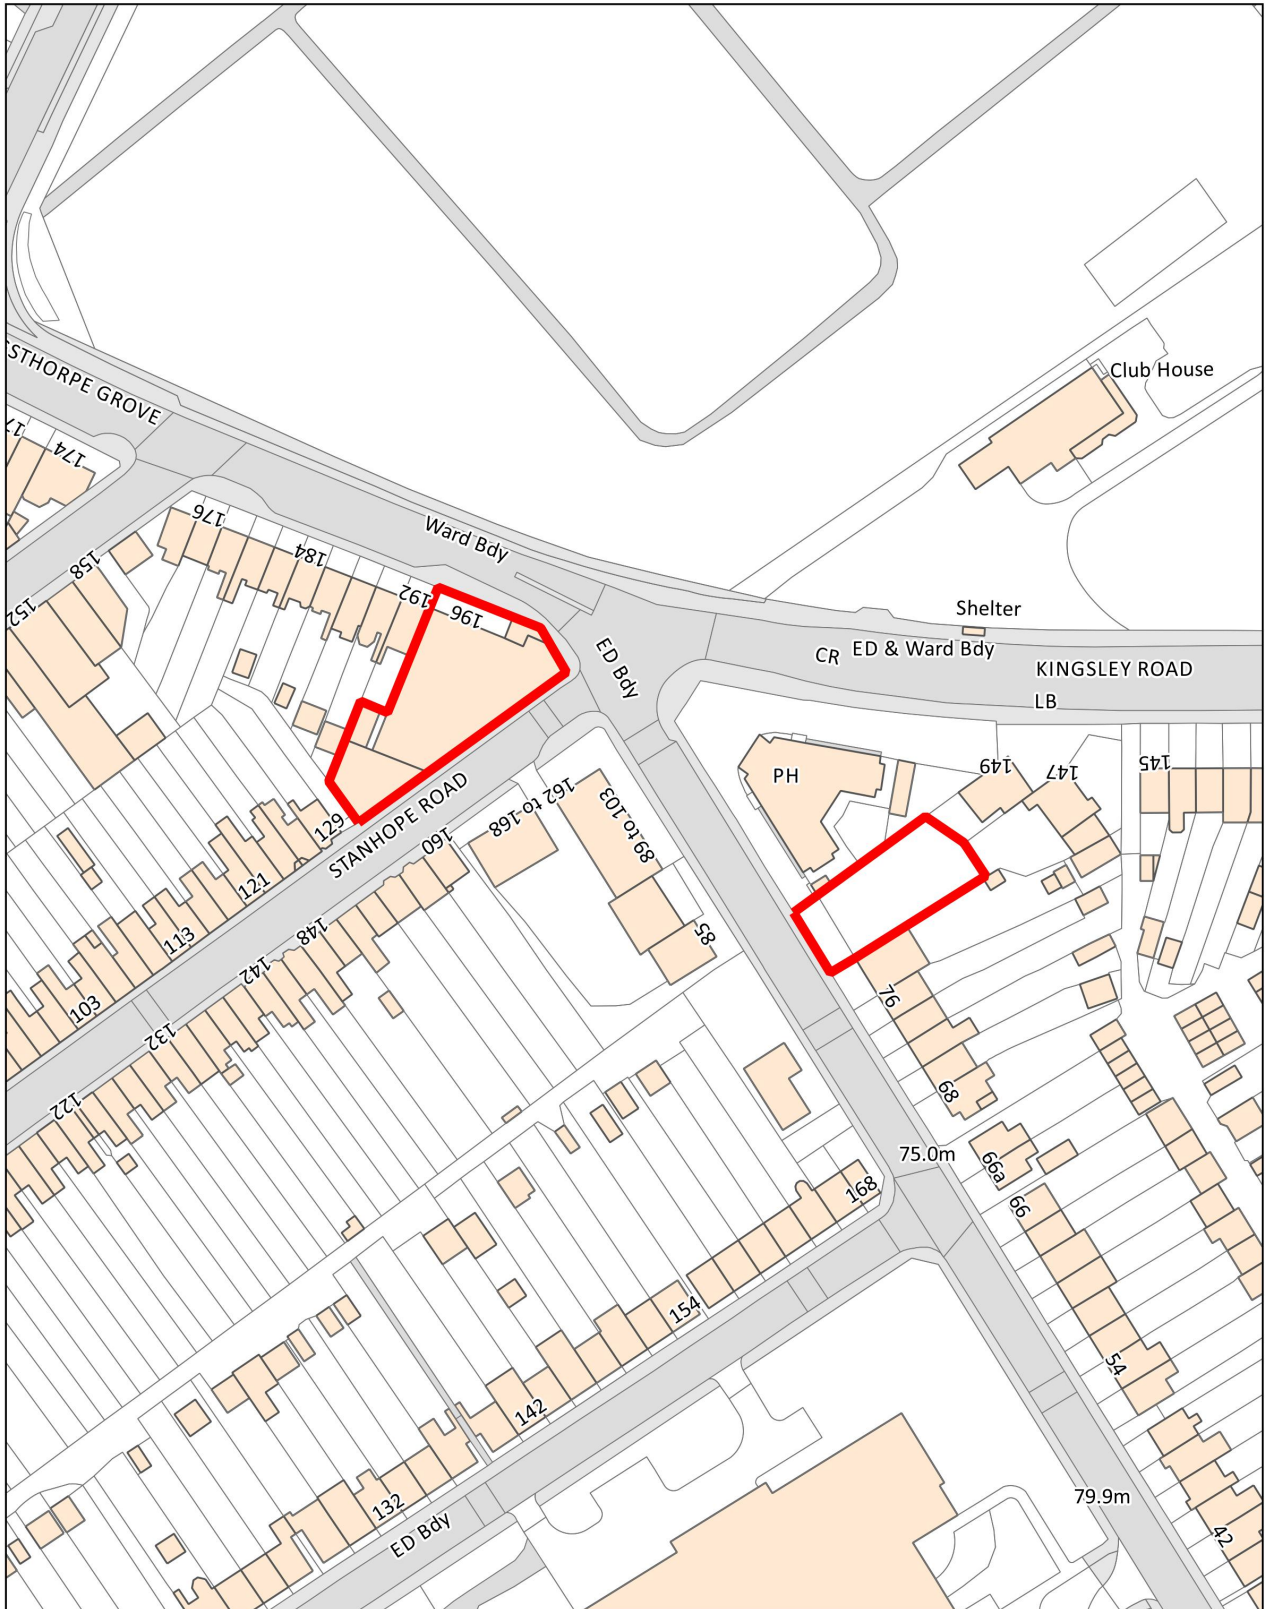 Club House
STHORPE GROVE
174
176
Ward Bdy
184
158
192
196
152
Shelter
ED Bdy
CR
ED & Ward Bdy
KINGSLEY ROAD
LB
PH
149
147
145
162 to 168
89 to 103
129
STANHOPE ROAD
160
121
148
85
113
142
103
76
132
122
68
75.0m
66a
168
66
154
54
142
79.9m
132
42
ED Bdy